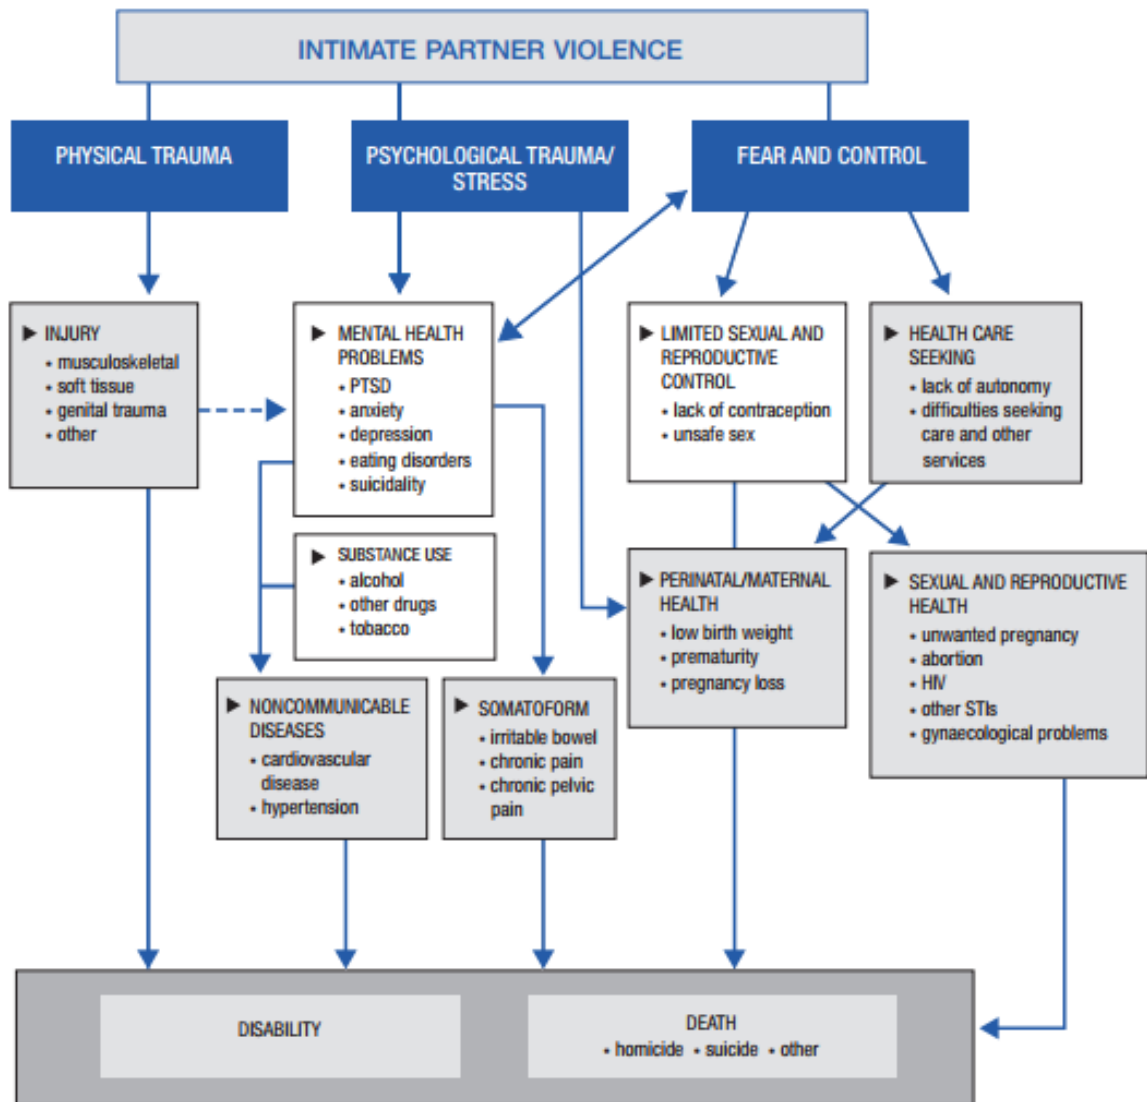 INTIMATE PARTNER VIOLENCE
PHYSICAL TRAUMA
PSYCHOLOGICAL TRAUMA/
STRESS
FEAR AND CONTROL
▶ INJURY
• musculoskeletal
• soft tissue
• genital trauma
• other
▶ MENTAL HEALTH
PROBLEMS
• PTSD
• anxiety
• depression
• eating disorders
• suicidality
▶ LIMITED SEXUAL AND
REPRODUCTIVE
CONTROL
• lack of contraception
• unsafe sex
▶ HEALTH CARE
SEEKING
• lack of autonomy
• difficulties seeking
care and other
services
▶ SUBSTANCE USE
• alcohol
• other drugs
• tobacco
▶ PERINATAL/MATERNAL
HEALTH
• low birth weight
• prematurity
• pregnancy loss
▶ SEXUAL AND REPRODUCTIVE
HEALTH
• unwanted pregnancy
• abortion
• HIV
• other STIs
• gynaecological problems
▶ NONCOMMUNICABLE
DISEASES
• cardiovascular
disease
• hypertension
▶ SOMATOFORM
• irritable bowel
• chronic pain
• chronic pelvic
pain
DISABILITY
DEATH
• homicide • suicide • other